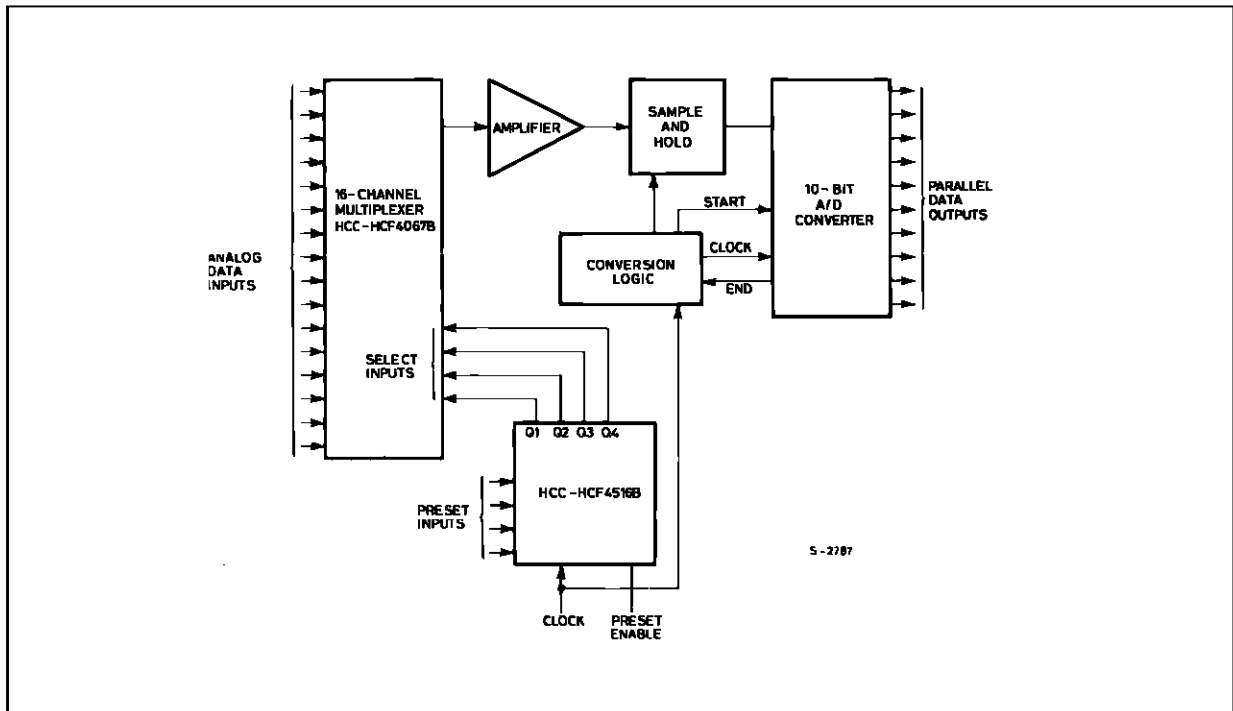 ANALOG
DATA
INPUTS
16-CHANNEL
MULTIPLEXER
HCC-HCF4067B
SELECT
INPUTS
AMPLIFIER
SAMPLE
AND
HOLD
START
CLOCK
END
CONVERSION
LOGIC
10-BIT
A/D
CONVERTER
PARALLEL
DATA
OUTPUTS
Q1 Q2 Q3 Q4
HCC-HCF4516B
PRESET
INPUTS
CLOCK
PRESET
ENABLE
S-2787